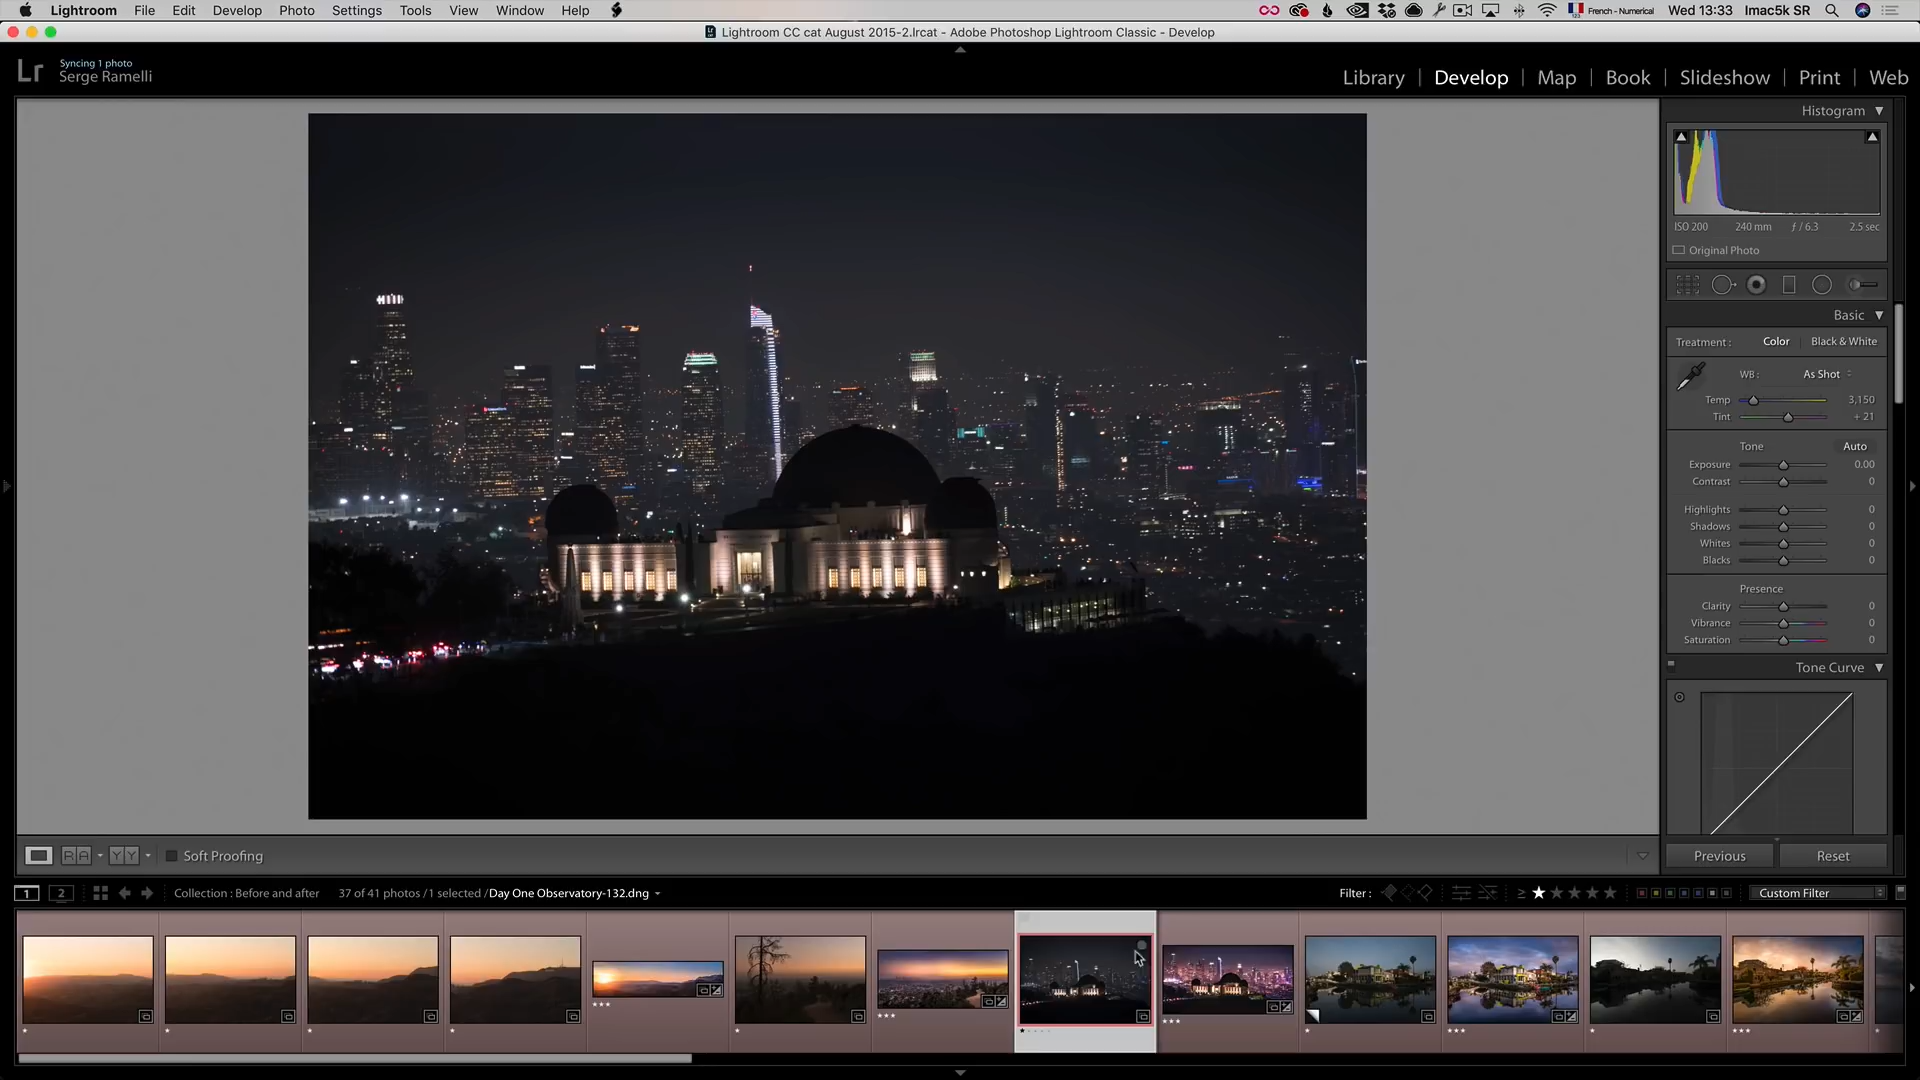 Lightroom File Edit Develop Photo Settings Tools View Window Help French - Numerical Wed 13:33 Imac5k SR
Lightroom CC cat August 2015-2.lrcat - Adobe Photoshop Lightroom Classic - Develop
Lr Syncing 1 photo
Serge Ramelli
Library | Develop | Map | Book | Slideshow | Print | Web
Histogram
ISO 200 240 mm ƒ / 6.3 2.5 sec
Original Photo
Basic
Treatment : Color | Black & White
WB : As Shot
Temp 3,150
Tint + 21
Tone Auto
Exposure 0.00
Contrast 0
Highlights 0
Shadows 0
Whites 0
Blacks 0
Presence
Clarity 0
Vibrance 0
Saturation 0
Tone Curve
R A Y Y Soft Proofing
Previous Reset
1 2 Collection : Before and after 37 of 41 photos / 1 selected / Day One Observatory-132.dng Filter : ≥ Custom Filter